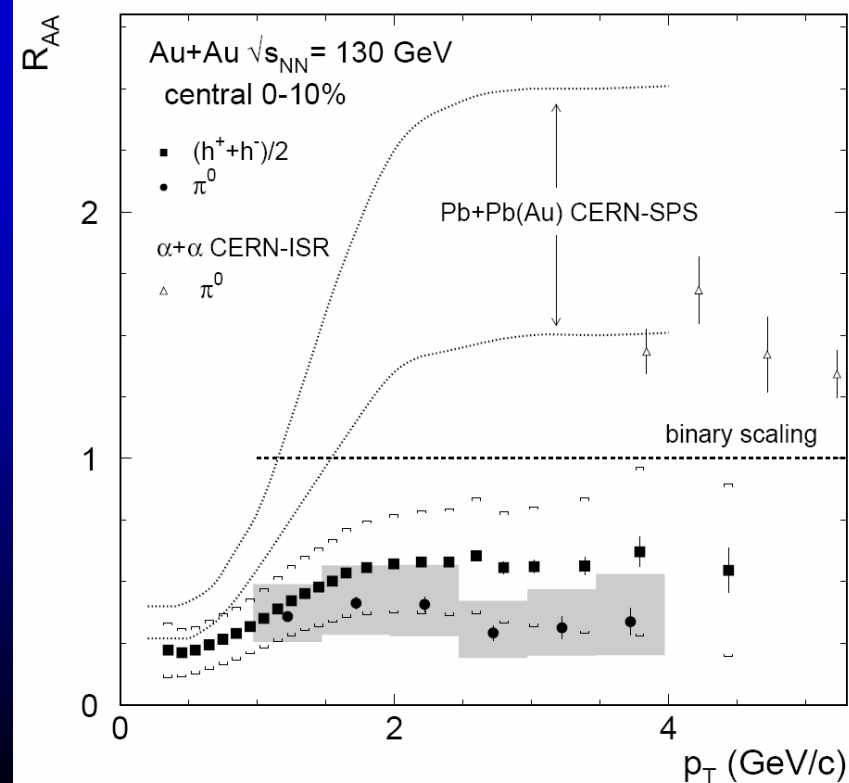 R_AA
Au+Au √s_NN = 130 GeV
central 0-10%
(h⁺+h⁻)/2
π⁰
α+α CERN-ISR
π⁰
Pb+Pb(Au) CERN-SPS
binary scaling
2
1
0
0 2 4
p_T (GeV/c)